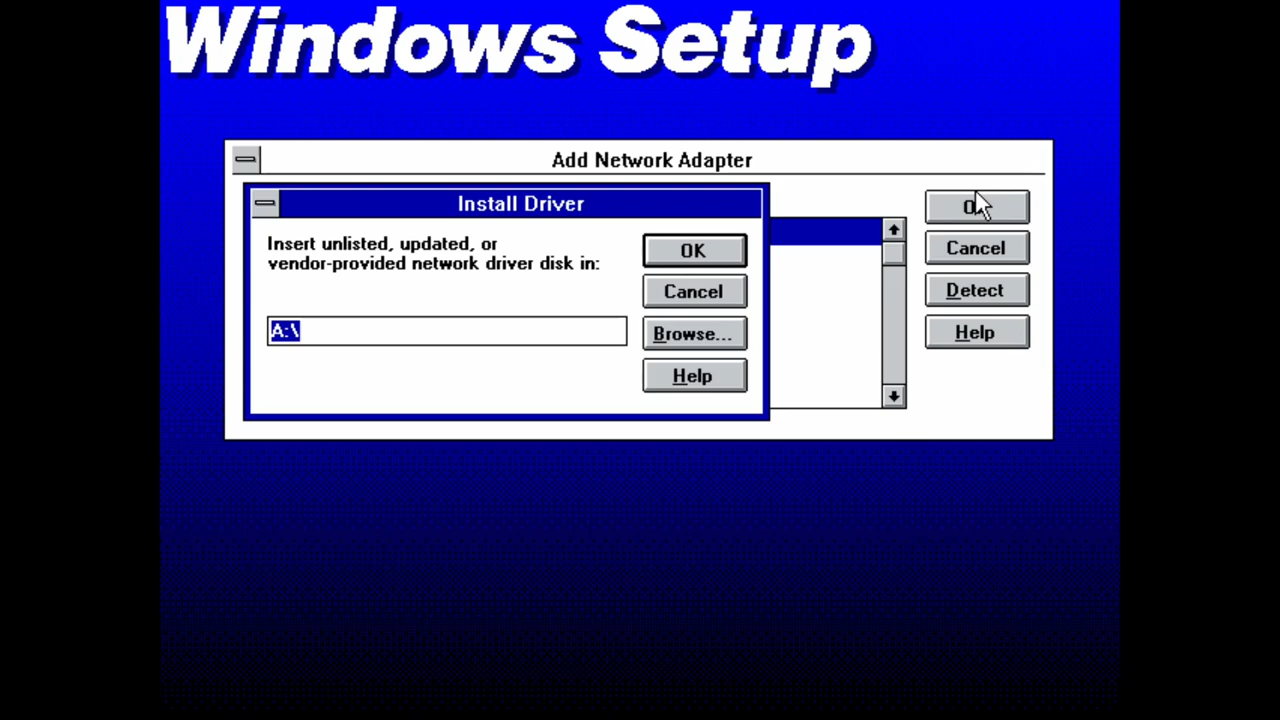 Windows Setup
Add Network Adapter
Install Driver
Insert unlisted, updated, or
vendor-provided network driver disk in:
A:\
OK
Cancel
Browse...
Help
Cancel
Detect
Help